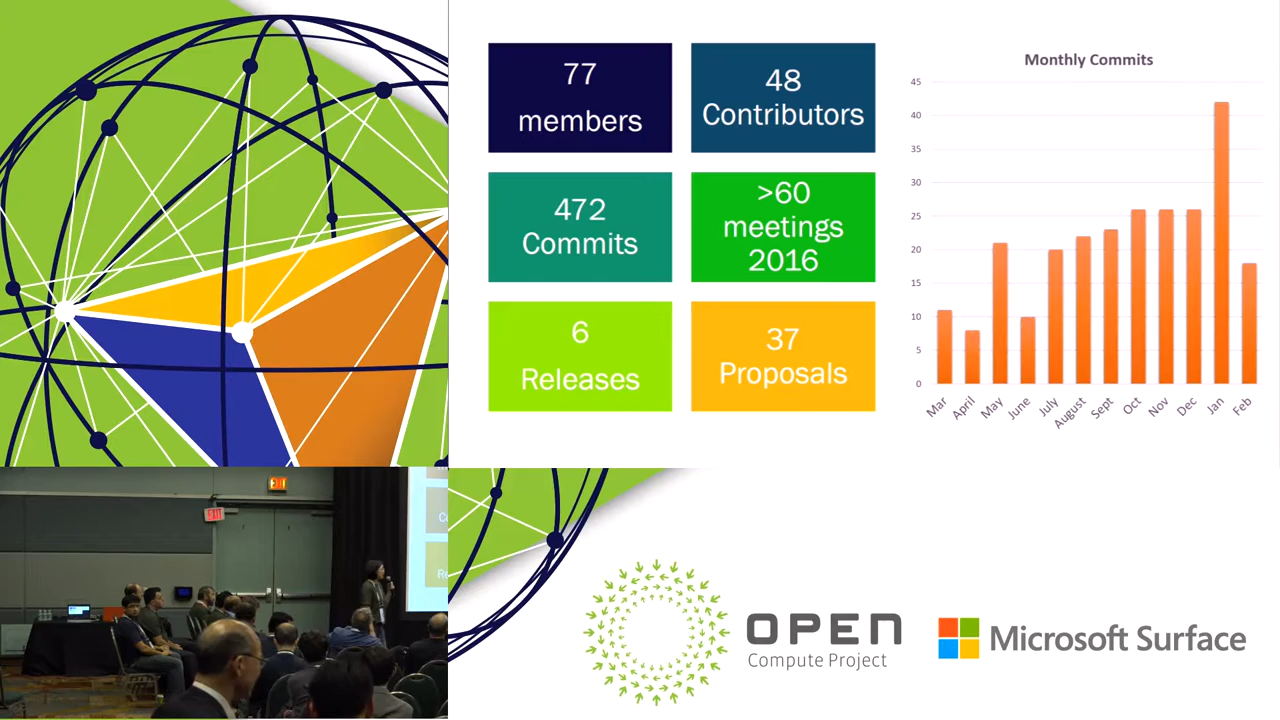 77
members
48
Contributors
472
Commits
>60
meetings
2016
6
Releases
37
Proposals
Monthly Commits
45
40
35
30
25
20
15
10
5
0
Mar
April
May
June
July
August
Sept
Oct
Nov
Dec
Jan
Feb
EXIT
EXIT
OPEN
Compute Project
Microsoft Surface